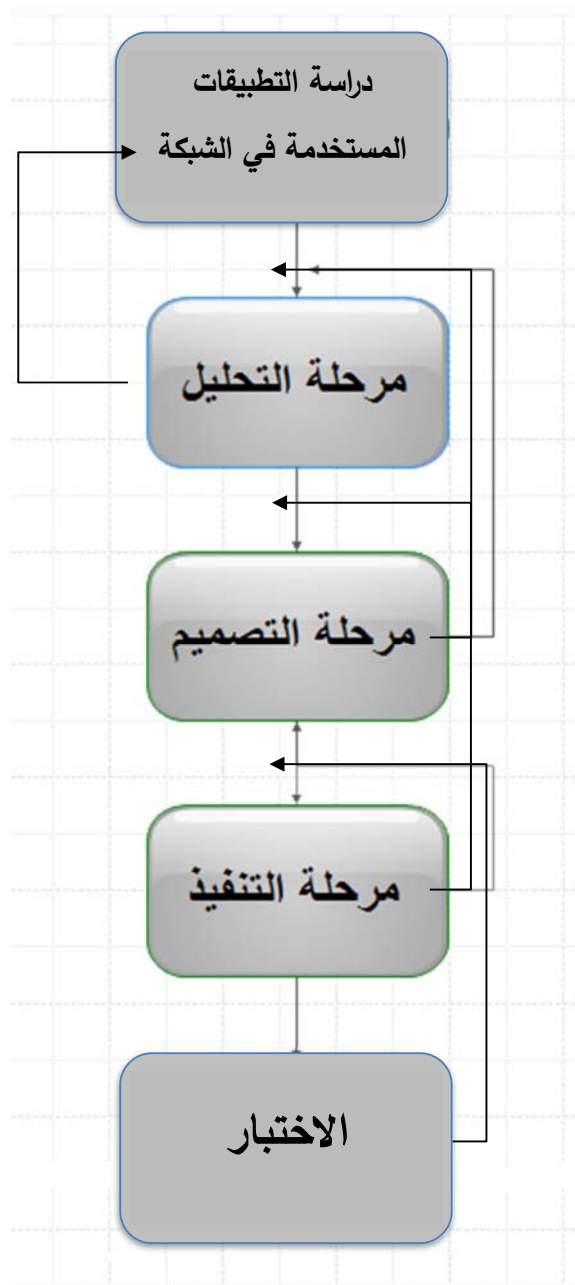 دراسة التطبيقات
المستخدمة في الشبكة
مرحلة التحليل
مرحلة التصميم
مرحلة التنفيذ
الاختبار